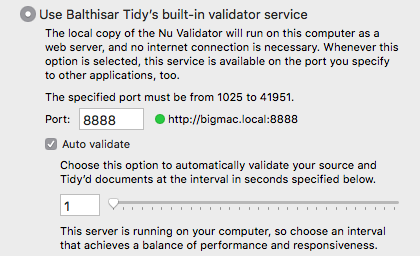 Use Balthisar Tidy’s built-in validator service
The local copy of the Nu Validator will run on this computer as a
web server, and no internet connection is necessary. Whenever this
option is selected, this service is available on the port you specify
to other applications, too.
The specified port must be from 1025 to 41951.
Port: 8888 http://bigmac.local:8888
Auto validate
Choose this option to automatically validate your source and
Tidy’d documents at the interval in seconds specified below.
1
This server is running on your computer, so choose an interval
that achieves a balance of performance and responsiveness.